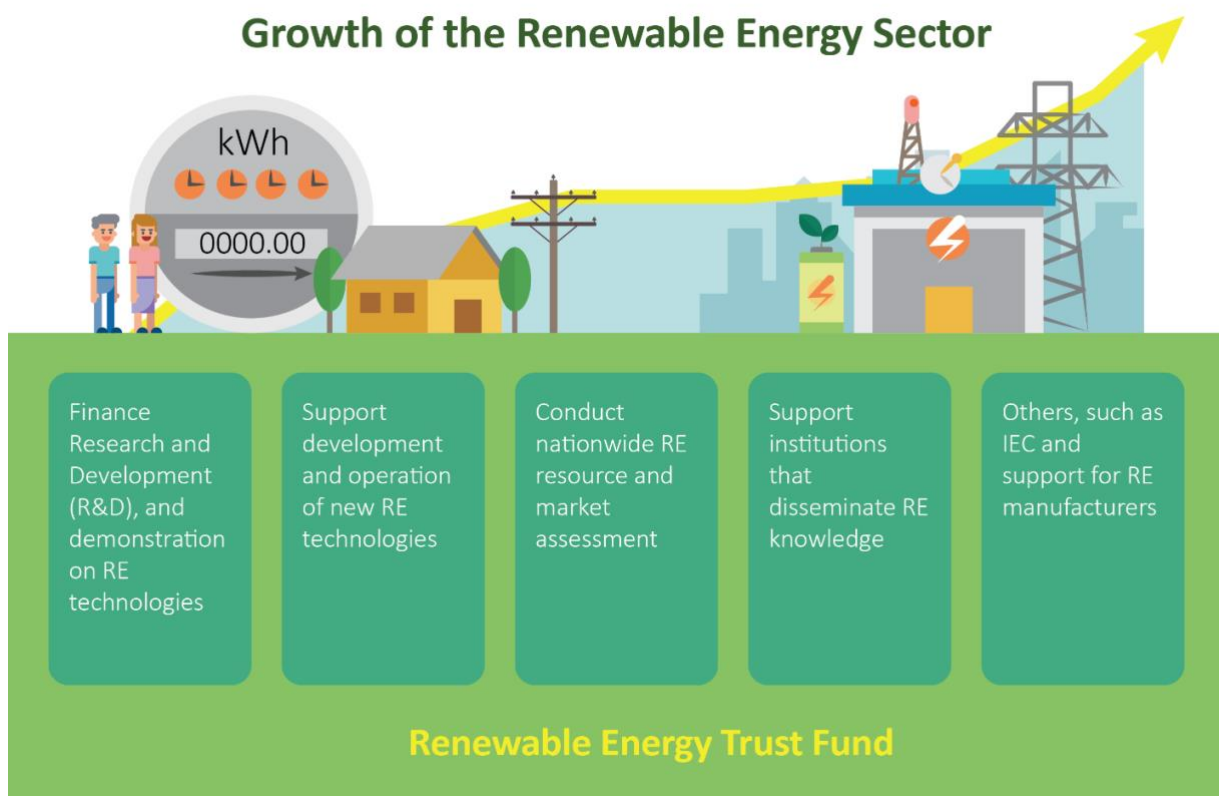 Growth of the Renewable Energy Sector
kWh
0000.00
Finance
Research and
Development
(R&D), and
demonstration
on RE
technologies
Support
development
and operation
of new RE
technologies
Conduct
nationwide RE
resource and
market
assessment
Support
institutions
that
disseminate RE
knowledge
Others, such as
IEC and
support for RE
manufacturers
Renewable Energy Trust Fund